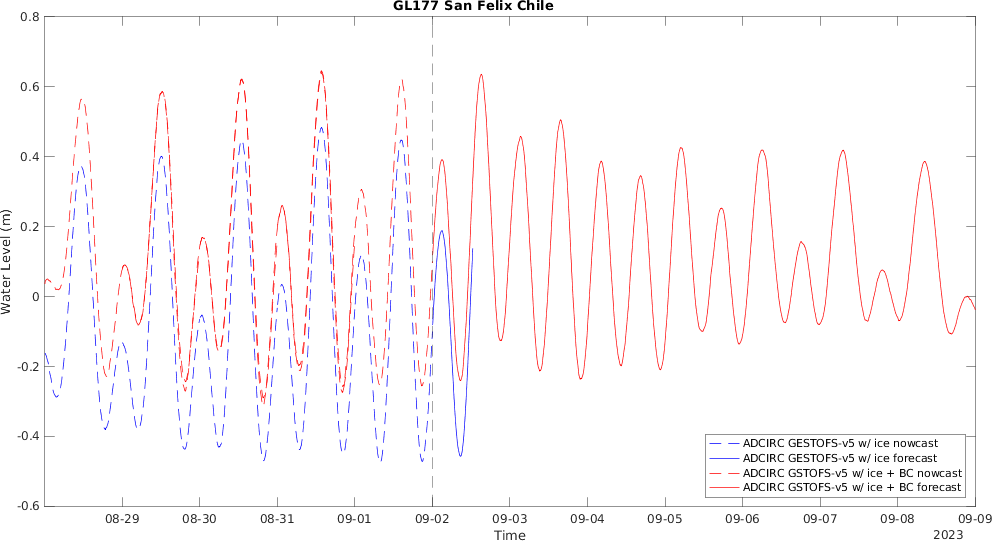 GL177 San Felix Chile
0.8
0.6
0.4
0.2
0
-0.2
-0.4
-0.6
Water Level (m)
ADCIRC GESTOFS-v5 w/ ice nowcast
ADCIRC GESTOFS-v5 w/ ice forecast
ADCIRC GSTOFS-v5 w/ ice + BC nowcast
ADCIRC GSTOFS-v5 w/ ice + BC forecast
08-29 08-30 08-31 09-01 09-02 09-03 09-04 09-05 09-06 09-07 09-08 09-09
Time
2023